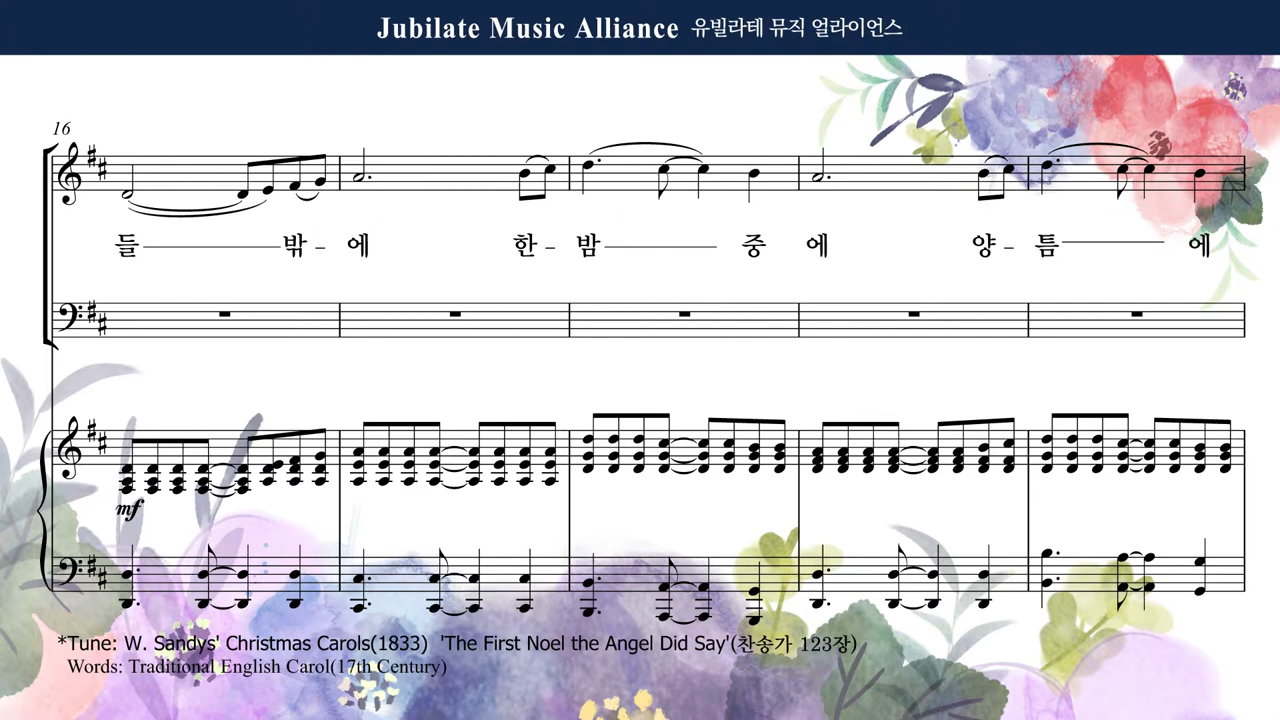 Jubilate Music Alliance 유빌라테 뮤직 얼라이언스
16
들 밖 - 에 한 - 밤 중 에 양 - 틈 에
mf
*Tune: W. Sandys' Christmas Carols(1833) 'The First Noel the Angel Did Say'(찬송가 123장)
Words: Traditional English Carol(17th Century)